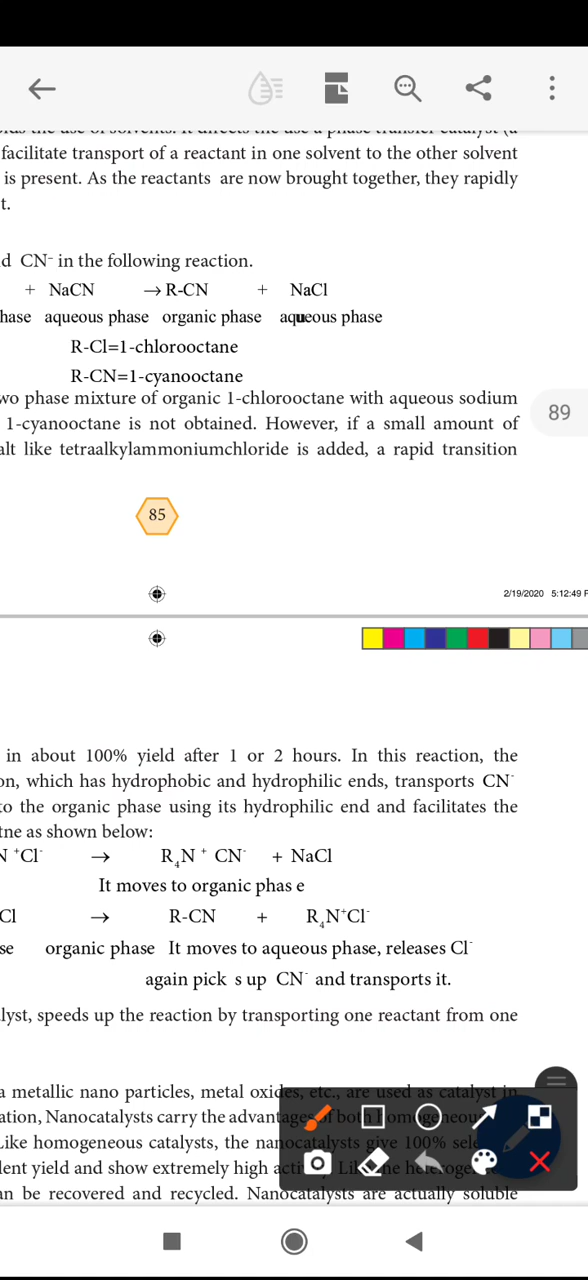 facilitate transport of a reactant in one solvent to the other solvent
is present. As the reactants are now brought together, they rapidly
t.
d CN⁻ in the following reaction.
+ NaCN → R-CN + NaCl
hase aqueous phase organic phase aqueous phase
R-Cl=1-chlorooctane
R-CN=1-cyanooctane
wo phase mixture of organic 1-chlorooctane with aqueous sodium
1-cyanooctane is not obtained. However, if a small amount of
alt like tetraalkylammoniumchloride is added, a rapid transition
89
85
2/19/2020 5:12:49 P
in about 100% yield after 1 or 2 hours. In this reaction, the
on, which has hydrophobic and hydrophilic ends, transports CN⁻
to the organic phase using its hydrophilic end and facilitates the
tne as shown below:
N⁺Cl⁻ → R₄N⁺ CN⁻ + NaCl
It moves to organic phas e
Cl → R-CN + R₄N⁺Cl⁻
se organic phase It moves to aqueous phase, releases Cl⁻
again pick s up CN⁻ and transports it.
lyst, speeds up the reaction by transporting one reactant from one
a metallic nano particles, metal oxides, etc., are used as catalyst in
ation, Nanocatalysts carry the advantages of both homogeneou
Like homogeneous catalysts, the nanocatalysts give 100% sele
lent yield and show extremely high acti
an be recovered and recycled. Nanocatalysts are actually soluble